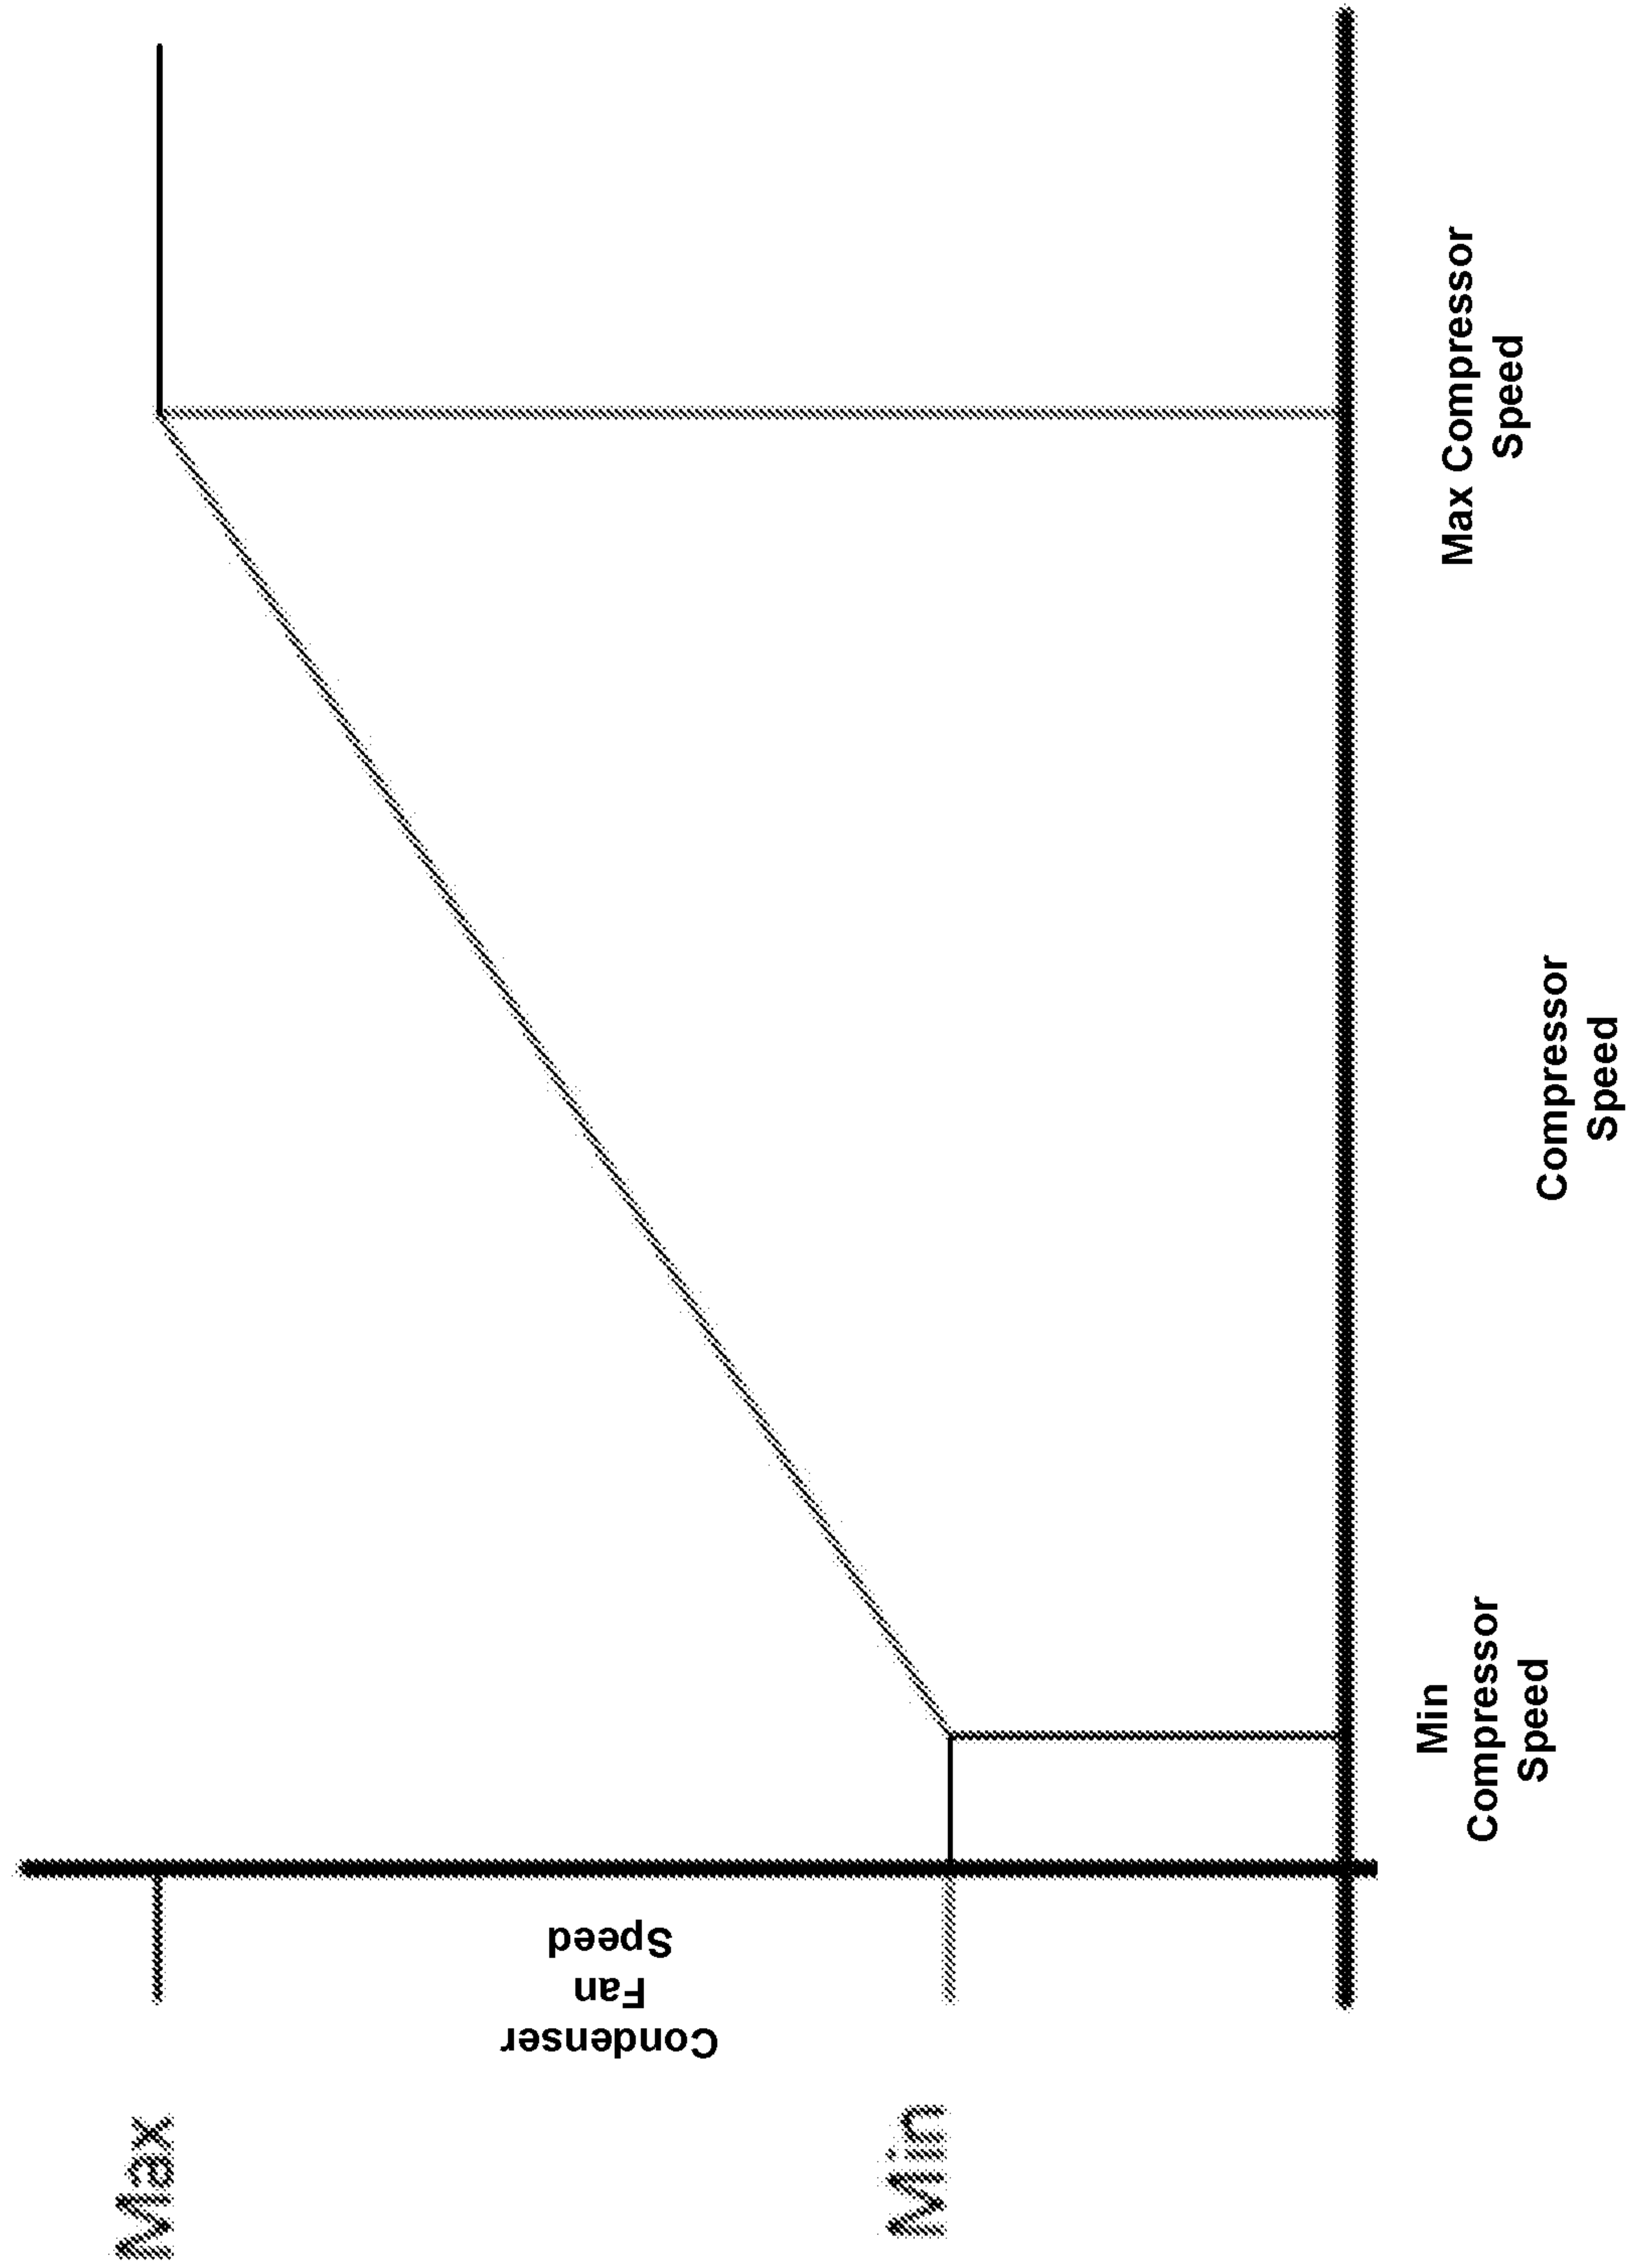 Max
Condenser
Fan
Speed
Min
Min
Compressor
Speed
Compressor
Speed
Max Compressor
Speed